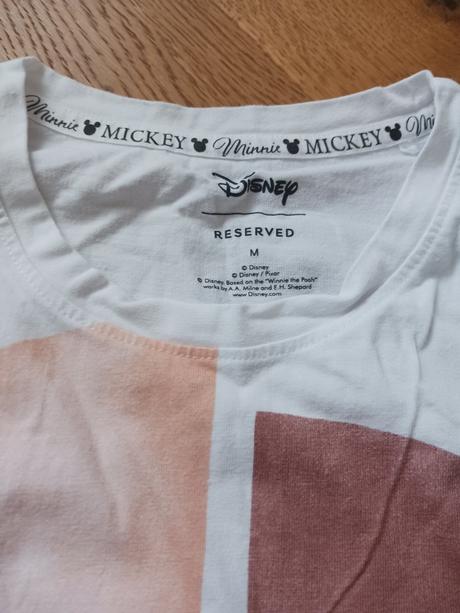 Minnie MICKEY Minnie MICKEY Mi
Disney
RESERVED
M
© Disney
© Disney / Pixar
© Disney. Based on the "Winnie the Pooh"
works by A.A. Milne and E.H. Shepard
www.Disney.com